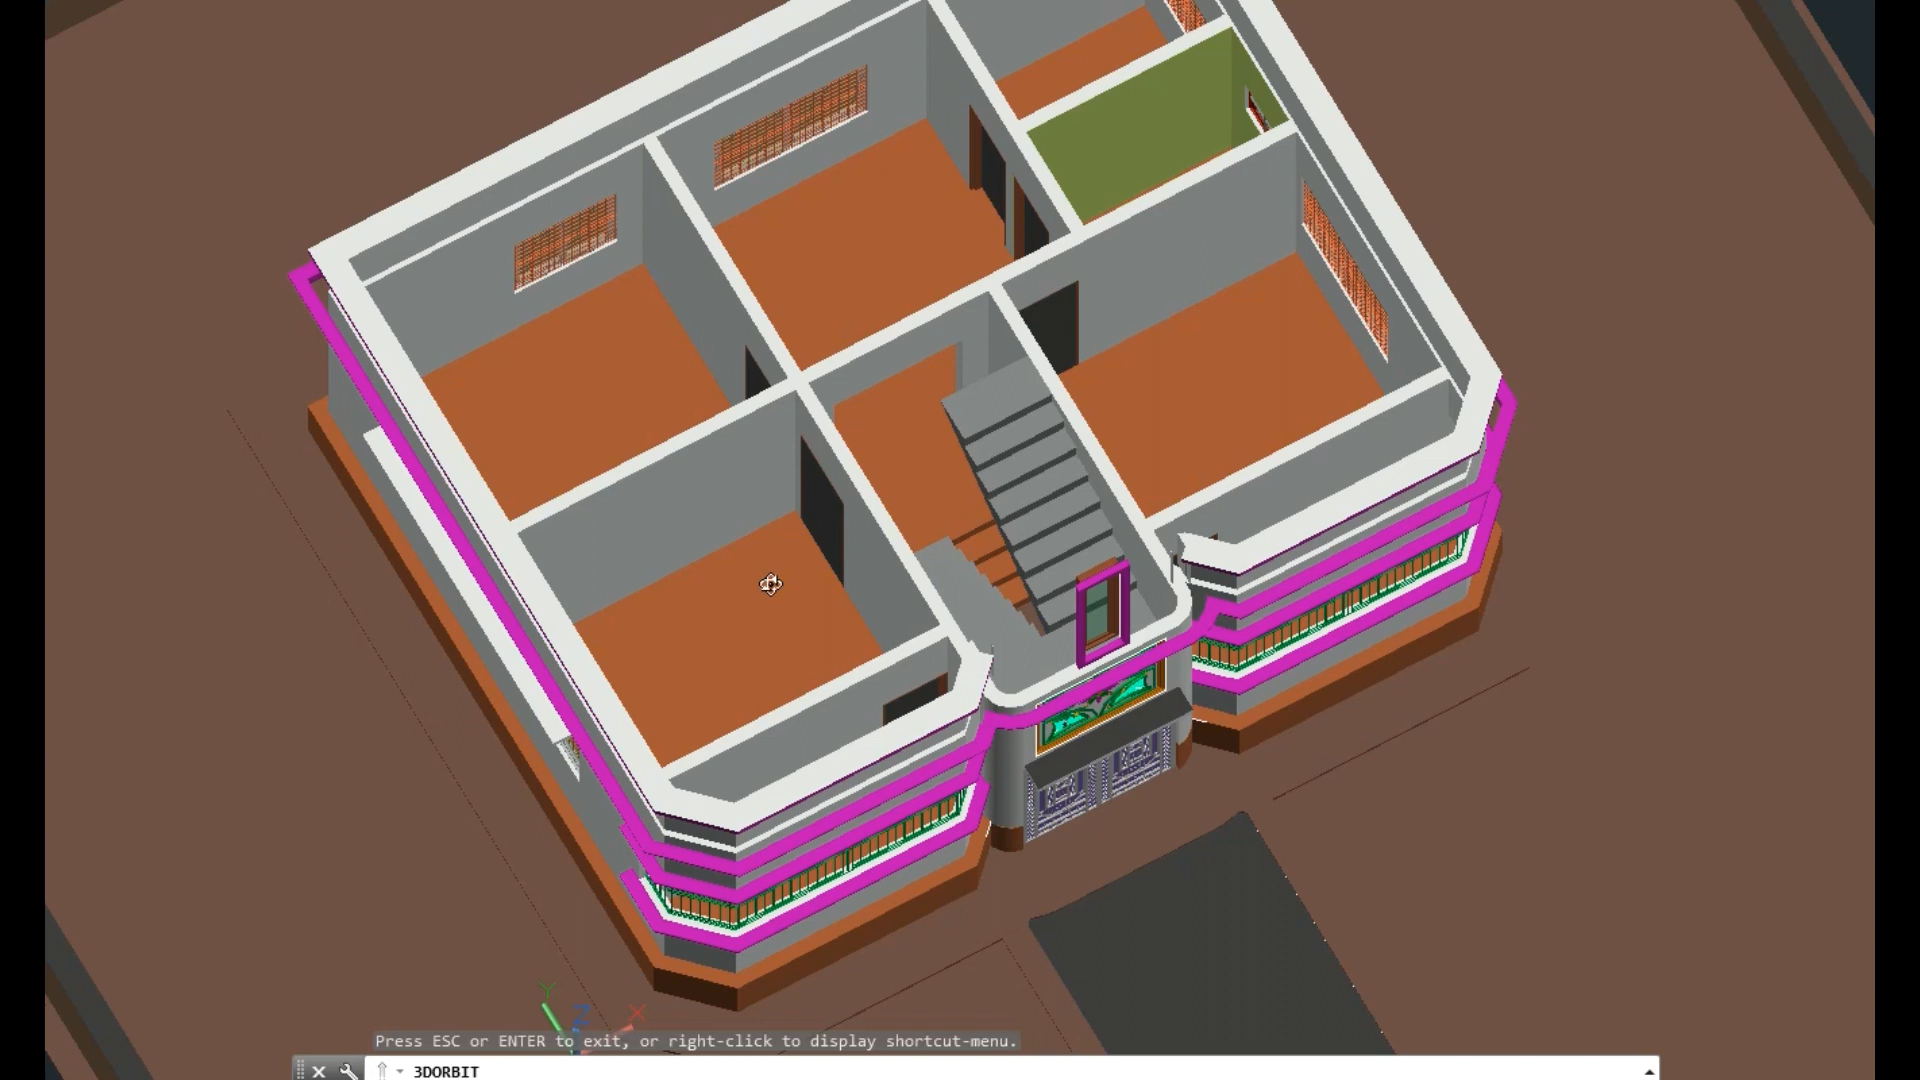 Y
Z
X
Press ESC or ENTER to exit, or right-click to display shortcut-menu.
3DORBIT